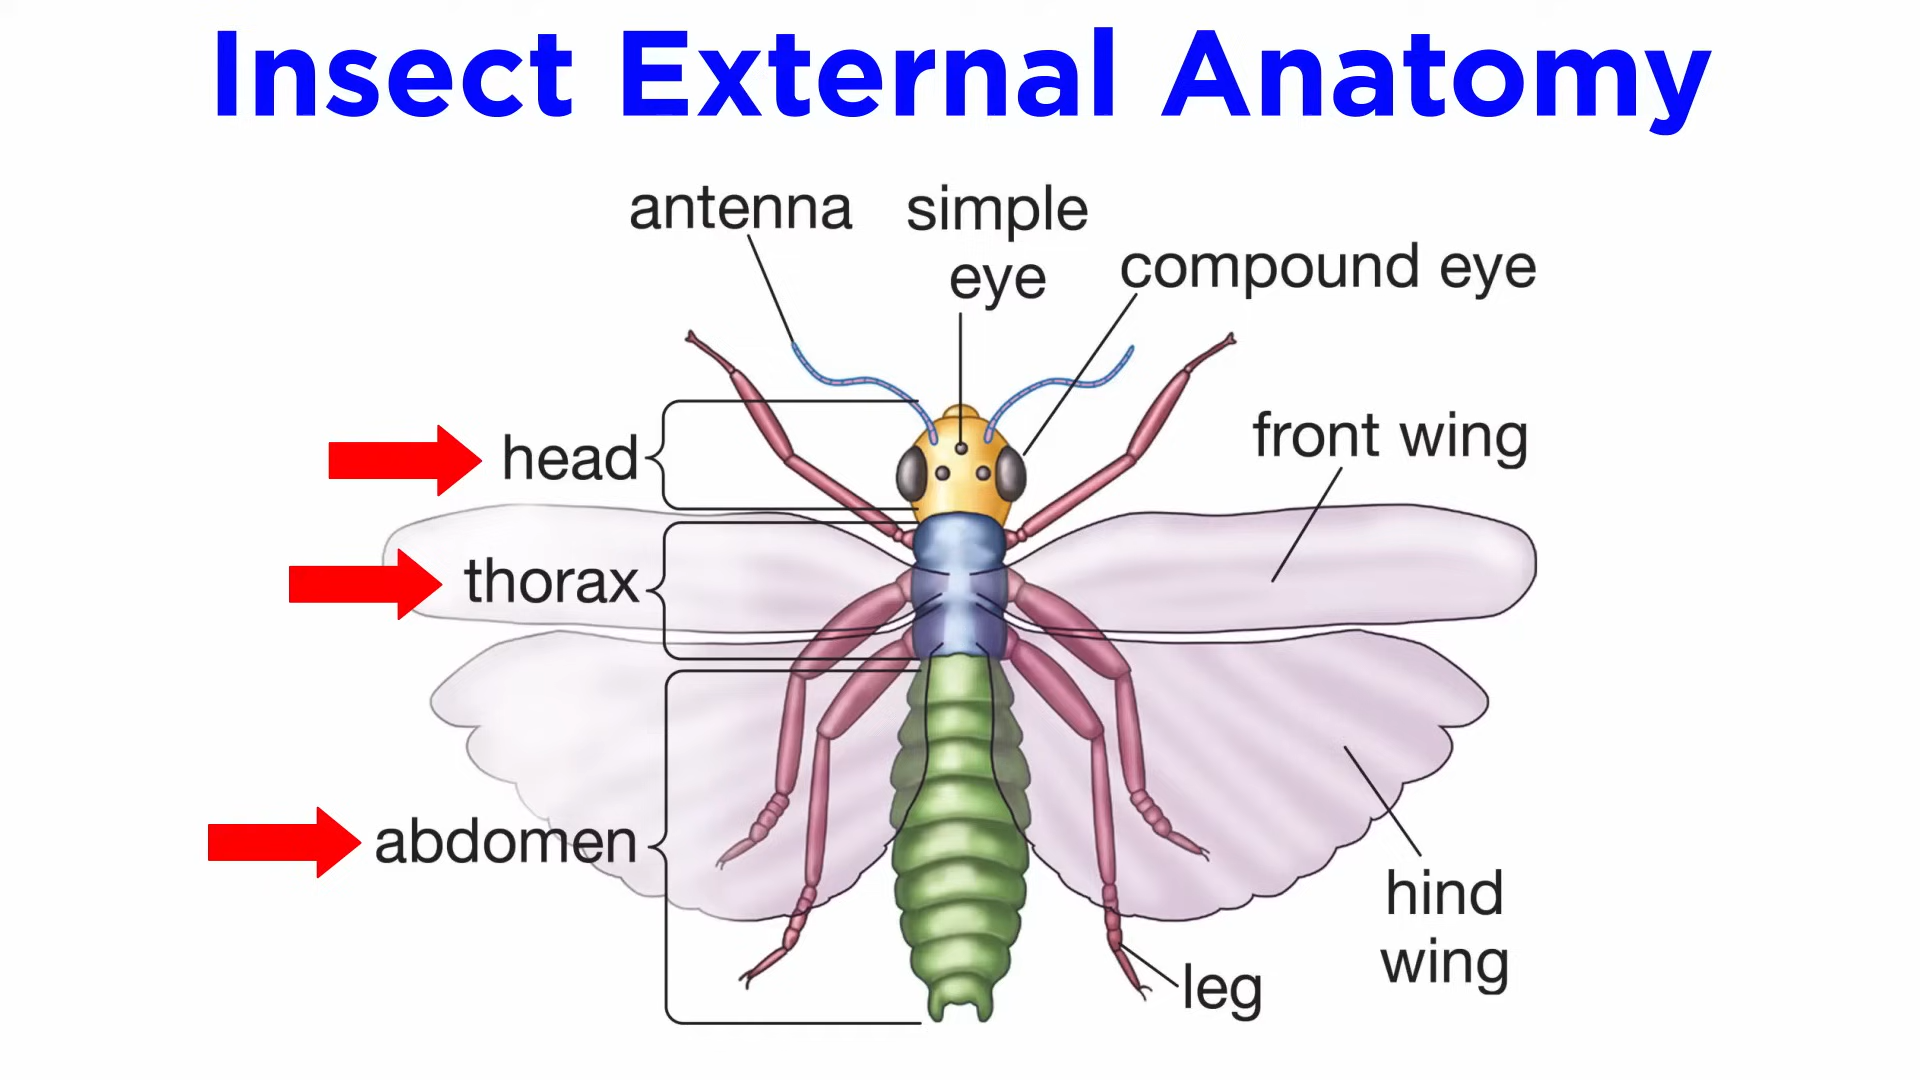 Insect External Anatomy
antenna
simple
eye
compound eye
head
front wing
thorax
abdomen
hind
wing
leg